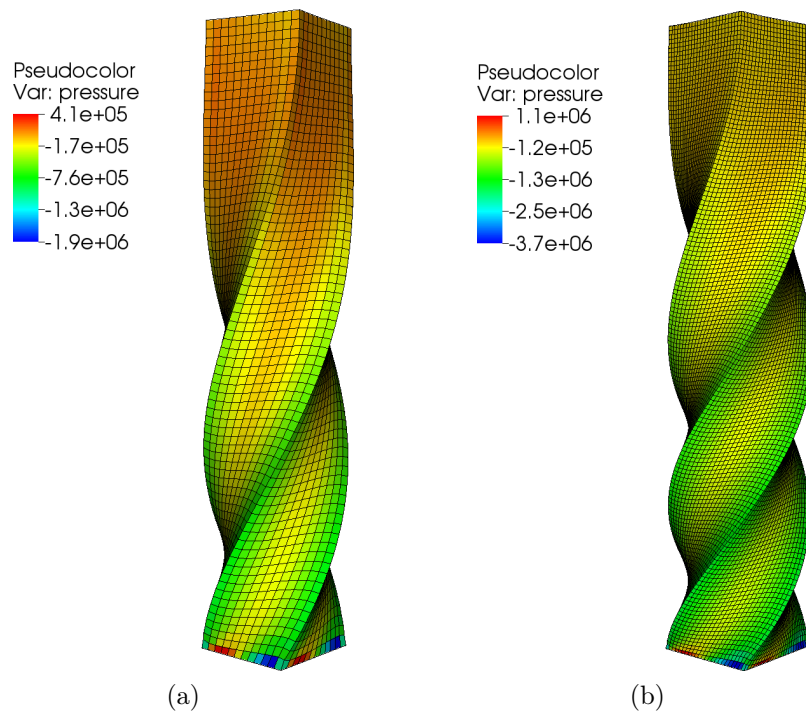 Pseudocolor
Var: pressure
4.1e+05
-1.7e+05
-7.6e+05
-1.3e+06
-1.9e+06
(a)
Pseudocolor
Var: pressure
1.1e+06
-1.2e+05
-1.3e+06
-2.5e+06
-3.7e+06
(b)